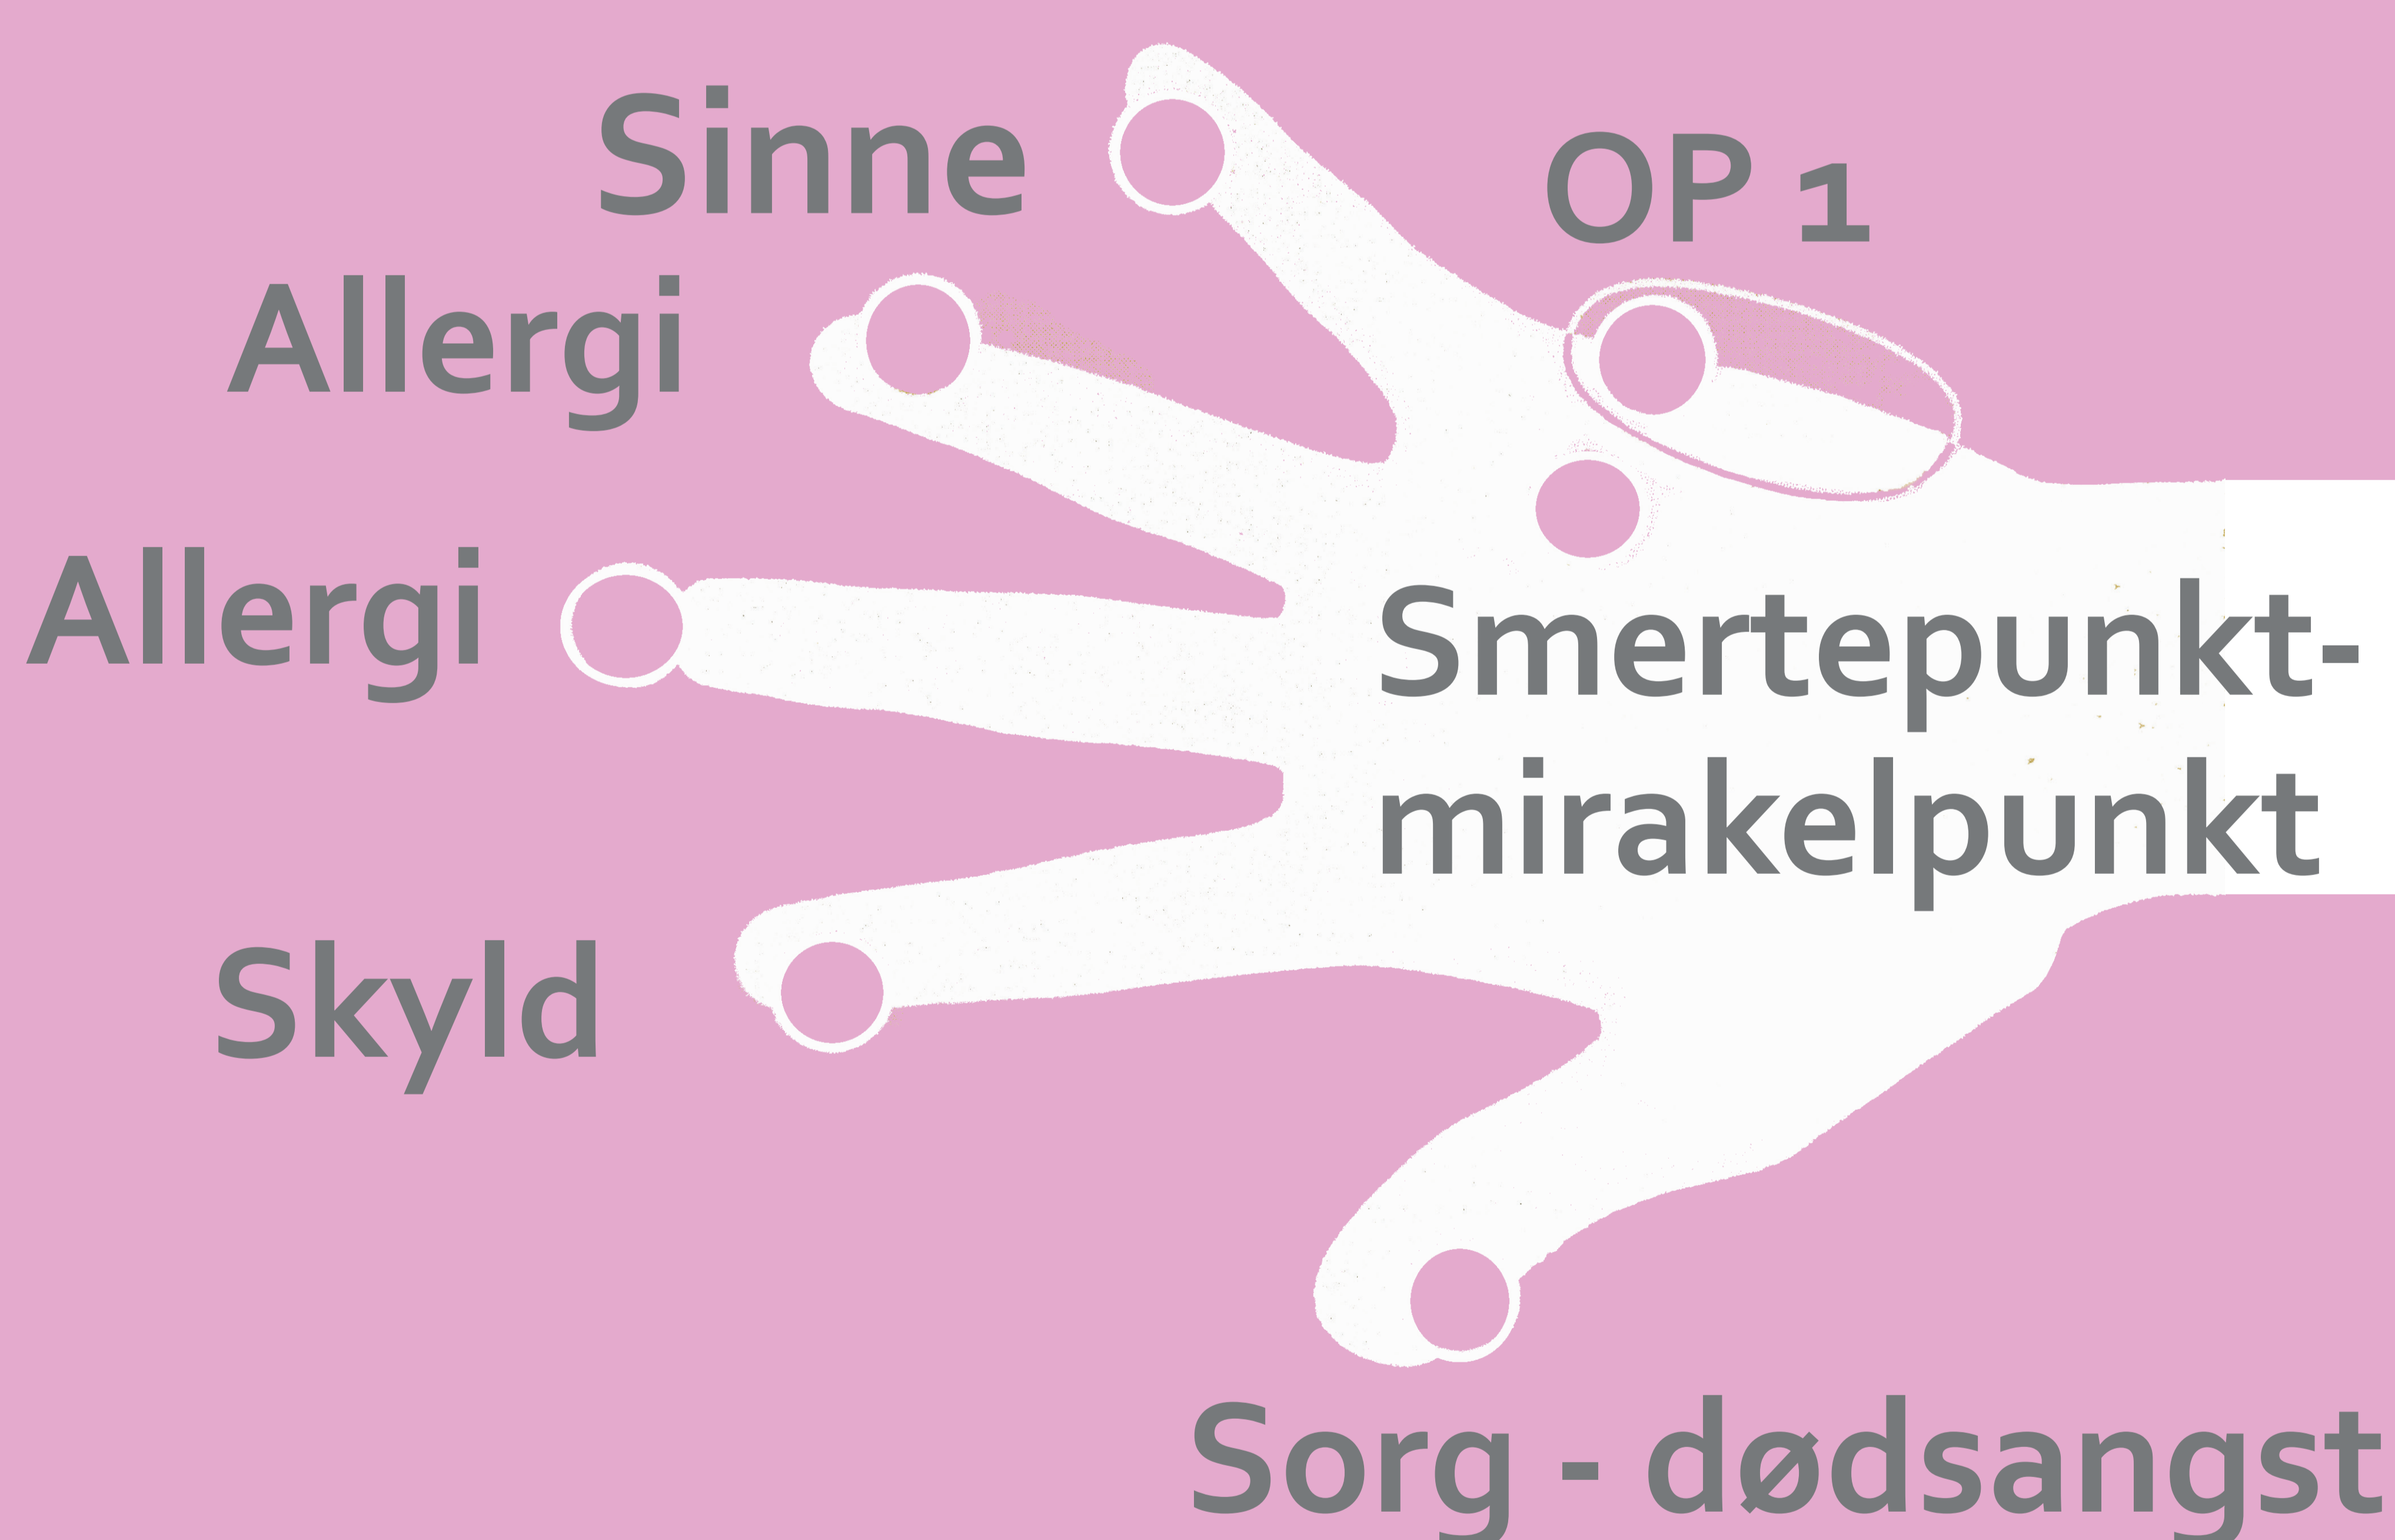 Sinne
OP 1
Allergi
Allergi
Smertepunkt-
mirakelpunkt
Skyld
Sorg - dødsangst